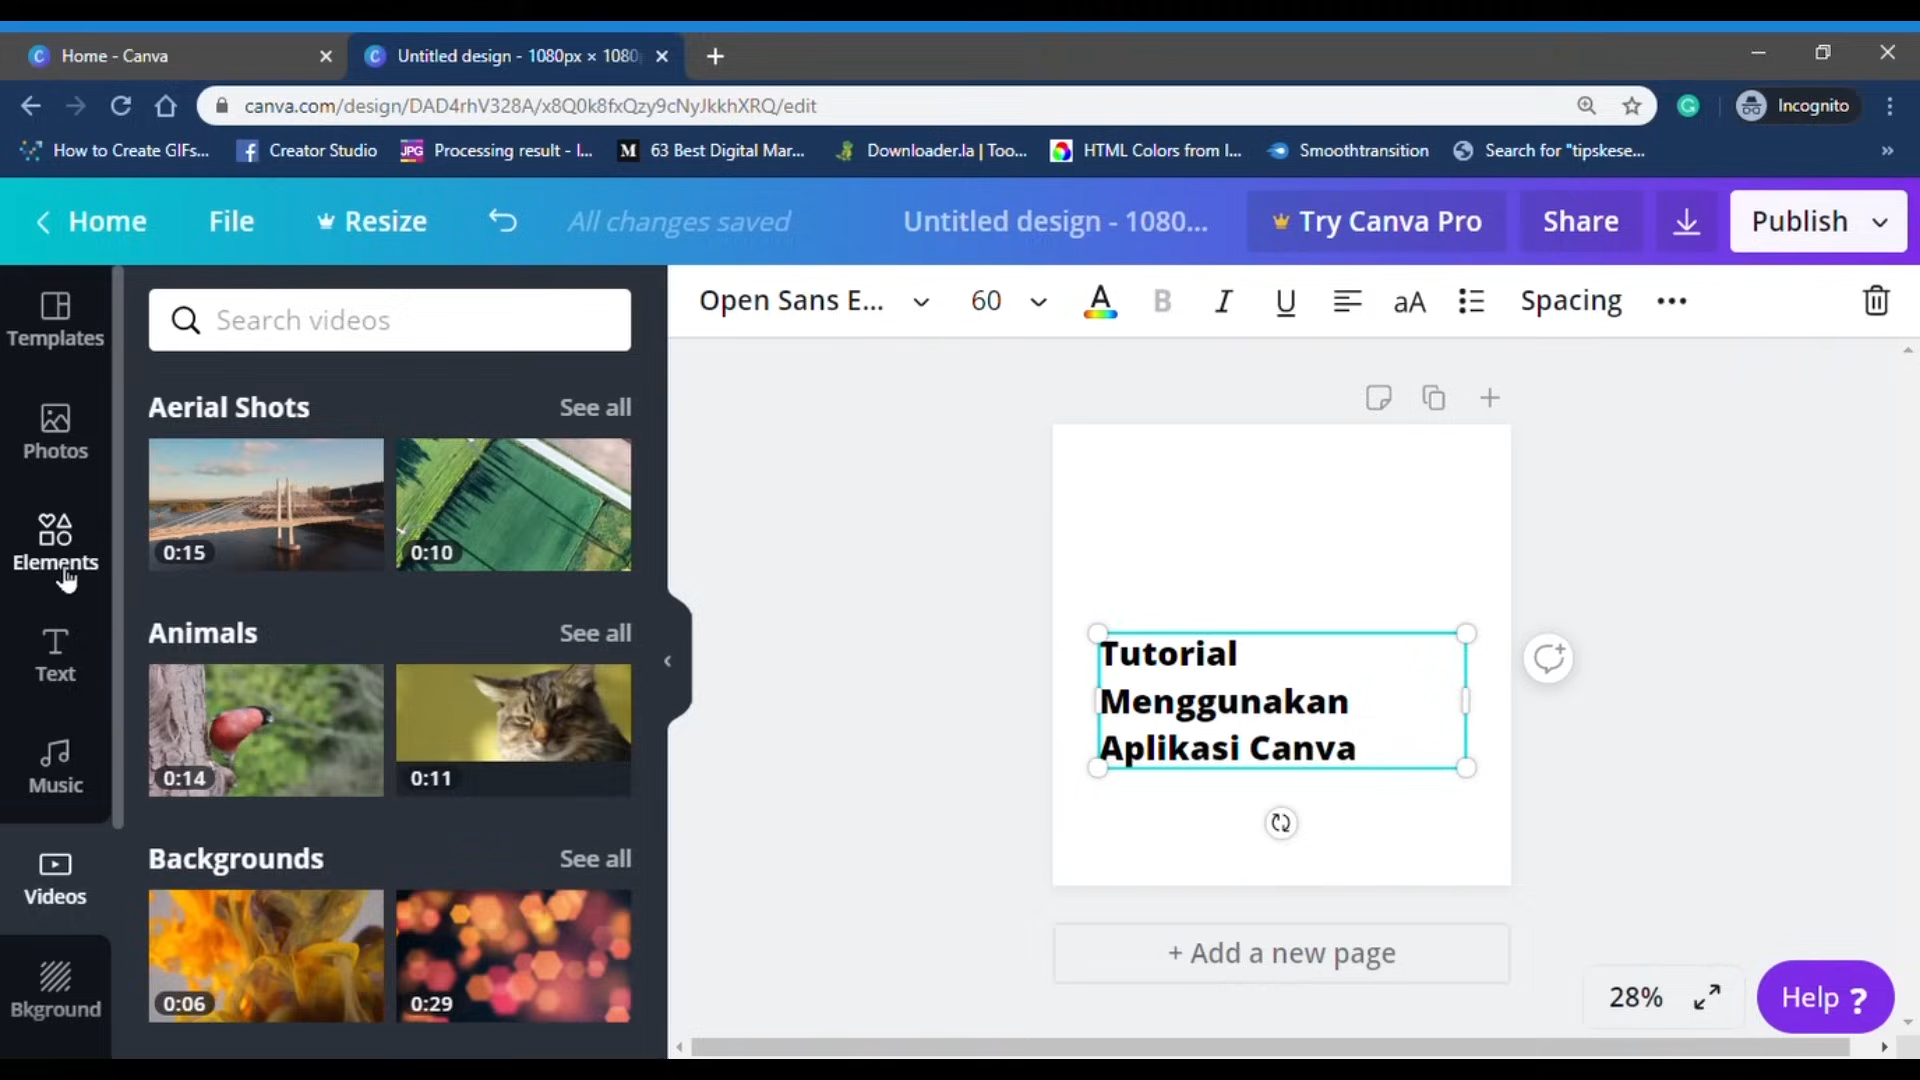 Home - Canva
Untitled design - 1080px × 1080
canva.com/design/DAD4rhV328A/x8Q0k8fxQzy9cNyJkkhXRQ/edit
Incognito
How to Create GIFs...
Creator Studio
JPG
Processing result - I...
M
63 Best Digital Mar...
Downloader.la | Too...
HTML Colors from I...
Smoothtransition
Search for "tipskese...
Home
File
Resize
All changes saved
Untitled design - 1080...
Try Canva Pro
Share
Publish
Templates
Photos
Elements
Text
Music
Videos
Bkground
Search videos
Aerial Shots
See all
0:15
0:10
Animals
See all
0:14
0:11
Backgrounds
See all
0:06
0:29
Open Sans E...
60
A
B
I
U
aA
Spacing
Tutorial
Menggunakan
Aplikasi Canva
+ Add a new page
28%
Help ?